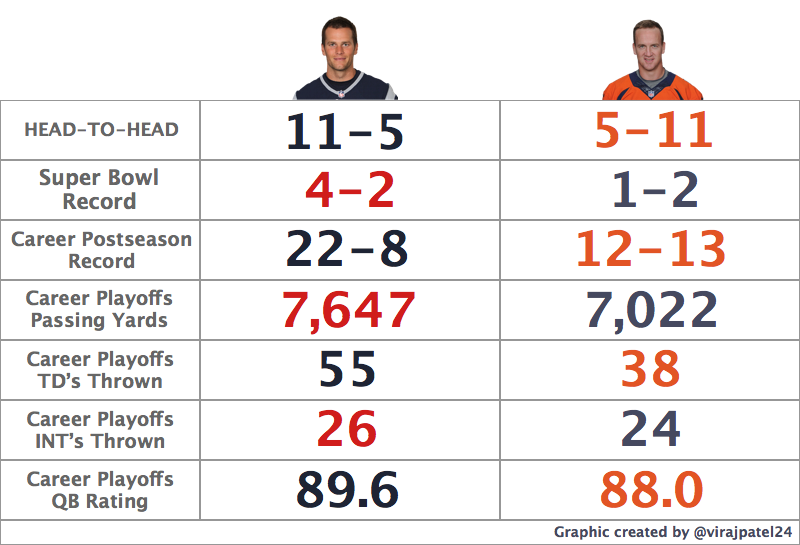 HEAD-TO-HEAD 11-5 5-11
Super Bowl
Record 4-2 1-2
Career Postseason
Record 22-8 12-13
Career Playoffs
Passing Yards 7,647 7,022
Career Playoffs
TD's Thrown 55 38
Career Playoffs
INT's Thrown 26 24
Career Playoffs
QB Rating 89.6 88.0
Graphic created by @virajpatel24